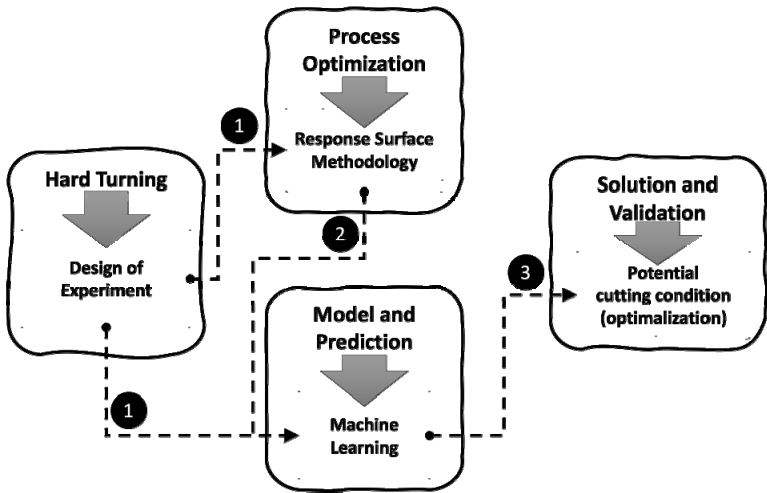 Process
Optimization
Response Surface
Methodology
1
Hard Turning
Design of
Experiment
2
1
Model and
Prediction
Machine
Learning
3
Solution and
Validation
Potential
cutting condition
(optimalization)